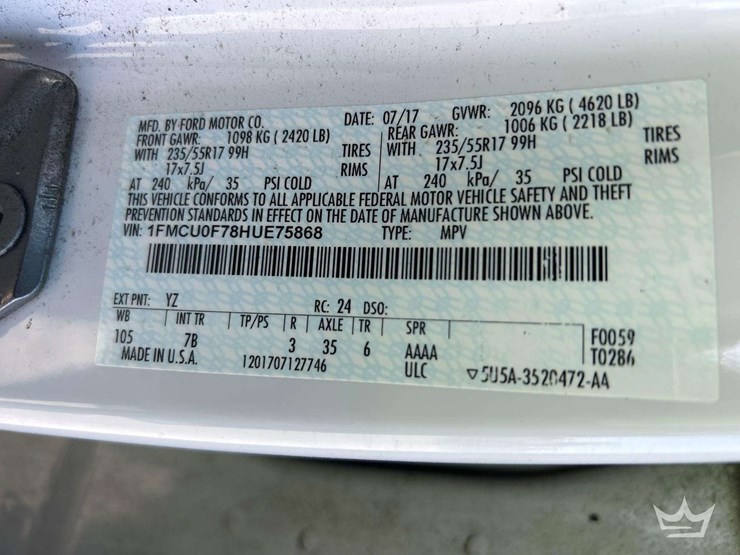 MFD. BY FORD MOTOR CO. DATE: 07/17 GVWR: 2096 KG ( 4620 LB)
FRONT GAWR: 1098 KG ( 2420 LB) REAR GAWR: 1006 KG ( 2218 LB)
WITH 235/55R17 99H TIRES WITH 235/55R17 99H TIRES
17x7.5J RIMS 17x7.5J RIMS
AT 240 kPa/ 35 PSI COLD AT 240 kPa/ 35 PSI COLD
THIS VEHICLE CONFORMS TO ALL APPLICABLE FEDERAL MOTOR VEHICLE SAFETY AND THEFT
PREVENTION STANDARDS IN EFFECT ON THE DATE OF MANUFACTURE SHOWN ABOVE.
VIN: 1FMCU0F78HUE75868 TYPE: MPV
EXT PNT: YZ RC: 24 DSO:
WB INT TR TP/PS R AXLE TR SPR
105 7B 3 35 6 AAAA F0059
MADE IN U.S.A. 1201707127746 ULC T0286
▽5U5A-3520472-AA